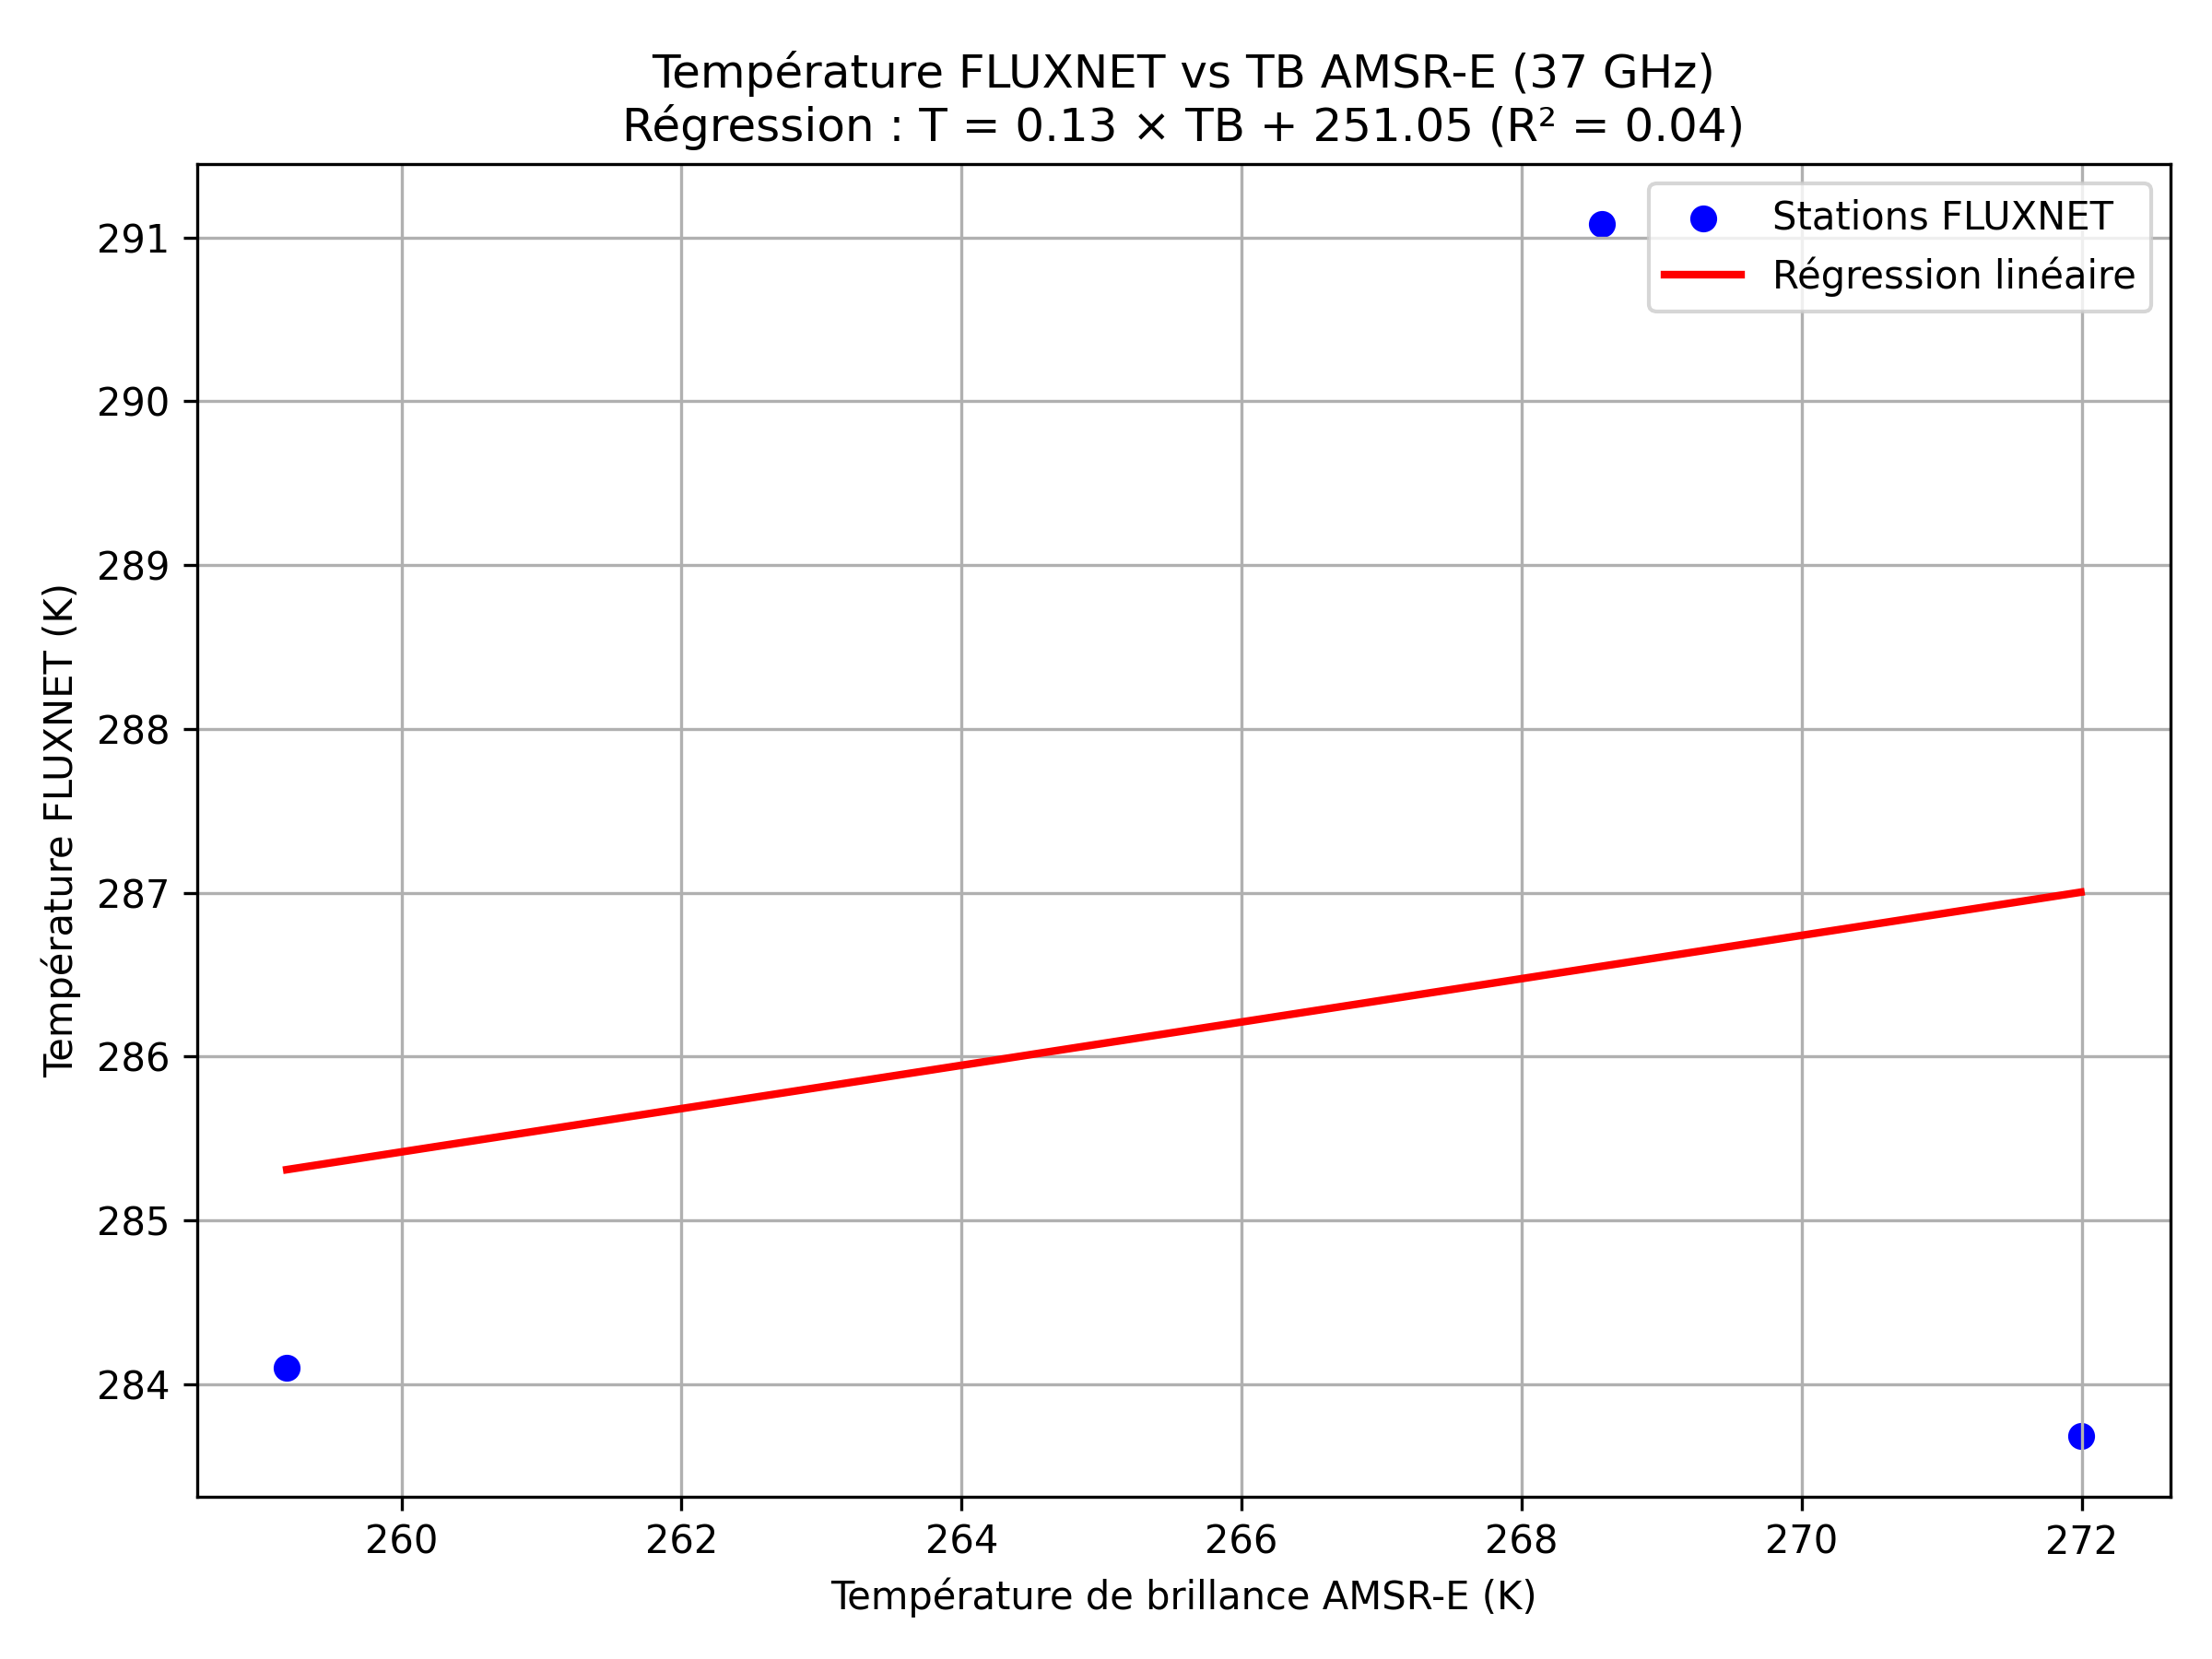 Température FLUXNET vs TB AMSR-E (37 GHz)
Régression : T = 0.13 × TB + 251.05 (R² = 0.04)
Stations FLUXNET
Régression linéaire
Température FLUXNET (K)
291
290
289
288
287
286
285
284
260 262 264 266 268 270 272
Température de brillance AMSR-E (K)